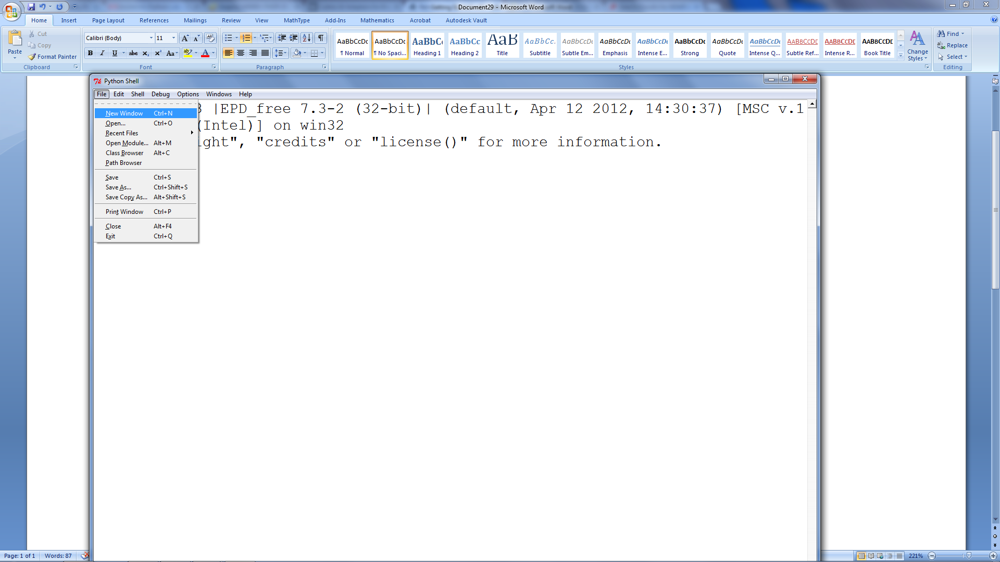 Document29 - Microsoft Word
Home Insert Page Layout References Mailings Review View MathType Add-Ins Mathematics Acrobat Autodesk Vault
Paste
Cut
Copy
Format Painter
Clipboard
Calibri (Body) 11
Font
Paragraph
AaBbCcDc AaBbCcDc AaBbC AaBbCc AaB AaBbCc. AaBbCcDc AaBbCcDc AaBbCcDc AaBbCcDc AaBbCcDc AaBbCcDc AABBCCDC AABBCCDC AABBCCDE
¶ Normal ¶ No Spaci... Heading 1 Heading 2 Title Subtitle Subtle Em... Emphasis Intense E... Strong Quote Intense Q... Subtle Ref... Intense R... Book Title
Change Styles
Styles
Find
Replace
Select
Editing
Python Shell
File Edit Shell Debug Options Windows Help
3 |EPD_free 7.3-2 (32-bit)| (default, Apr 12 2012, 14:30:37) [MSC v.1
(Intel)] on win32
ight", "credits" or "license()" for more information.
New Window Ctrl+N
Open... Ctrl+O
Recent Files
Open Module... Alt+M
Class Browser Alt+C
Path Browser
Save Ctrl+S
Save As... Ctrl+Shift+S
Save Copy As... Alt+Shift+S
Print Window Ctrl+P
Close Alt+F4
Exit Ctrl+Q
Page: 1 of 1 Words: 87
221%